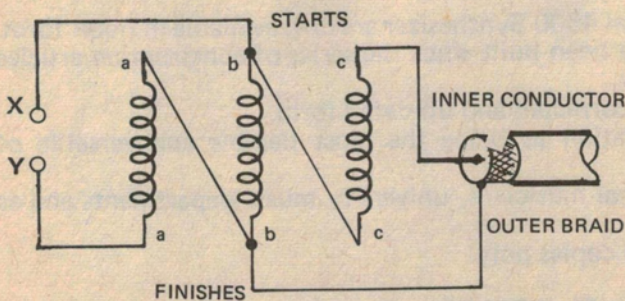 STARTS
a
b
c
INNER CONDUCTOR
X
Y
a
b
c
OUTER BRAID
FINISHES